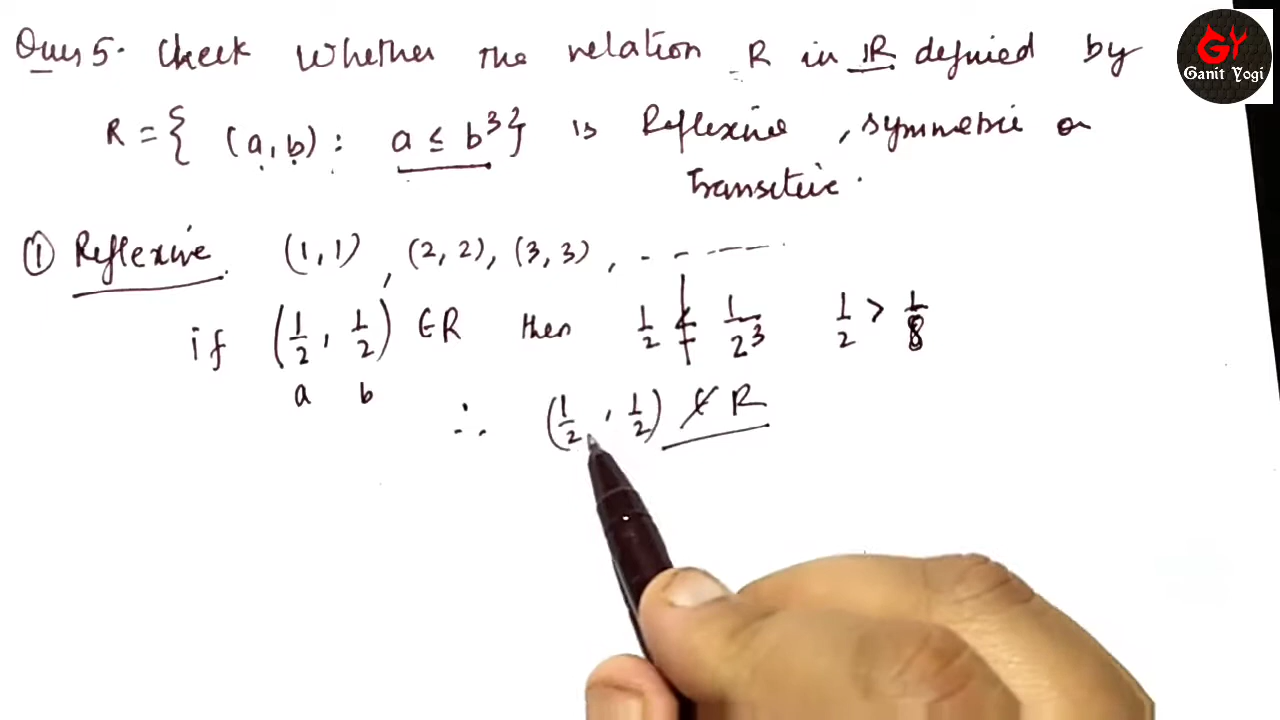 Ques 5. Check Whether the relation R in ℝ defined by
GY
Ganit Yogi
R = { (a, b) : a ≤ b³ } is Reflexive, symmetric or
Transitive.
① Reflexive. (1, 1), (2, 2), (3, 3), - - - - -
if (1/2, 1/2) ∈ R then 1/2 ≰ 1/2³ 1/2 > 1/8
a b
∴ (1/2, 1/2) ∉ R